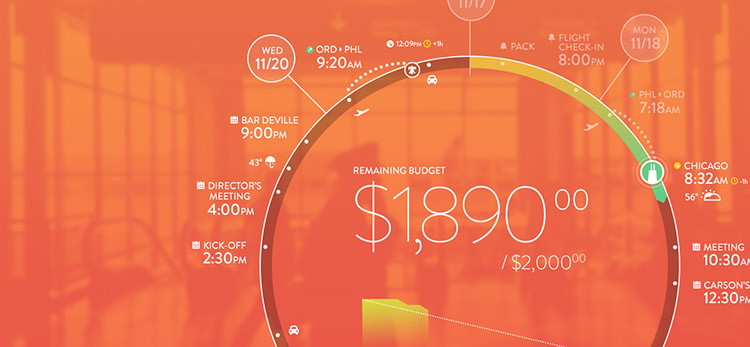 11/17
WED
11/20
ORD ▸ PHL
9:20AM
12:09PM +1h
PACK
FLIGHT
CHECK-IN
8:00PM
MON
11/18
PHL ▸ ORD
7:18AM
BAR DEVILLE
9:00PM
43°
DIRECTOR'S
MEETING
4:00PM
KICK-OFF
2:30PM
REMAINING BUDGET
$1,890.00
/ $2,000.00
CHICAGO
8:32AM -1h
56°
MEETING
10:30A
CARSON'S
12:30P